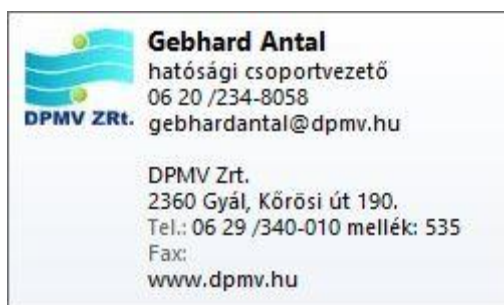 Gebhard Antal
hatósági csoportvezető
06 20 /234-8058
gebhardantal@dpmv.hu
DPMV ZRt.
DPMV Zrt.
2360 Gyál, Kőrösi út 190.
Tel.: 06 29 /340-010 mellék: 535
Fax:
www.dpmv.hu